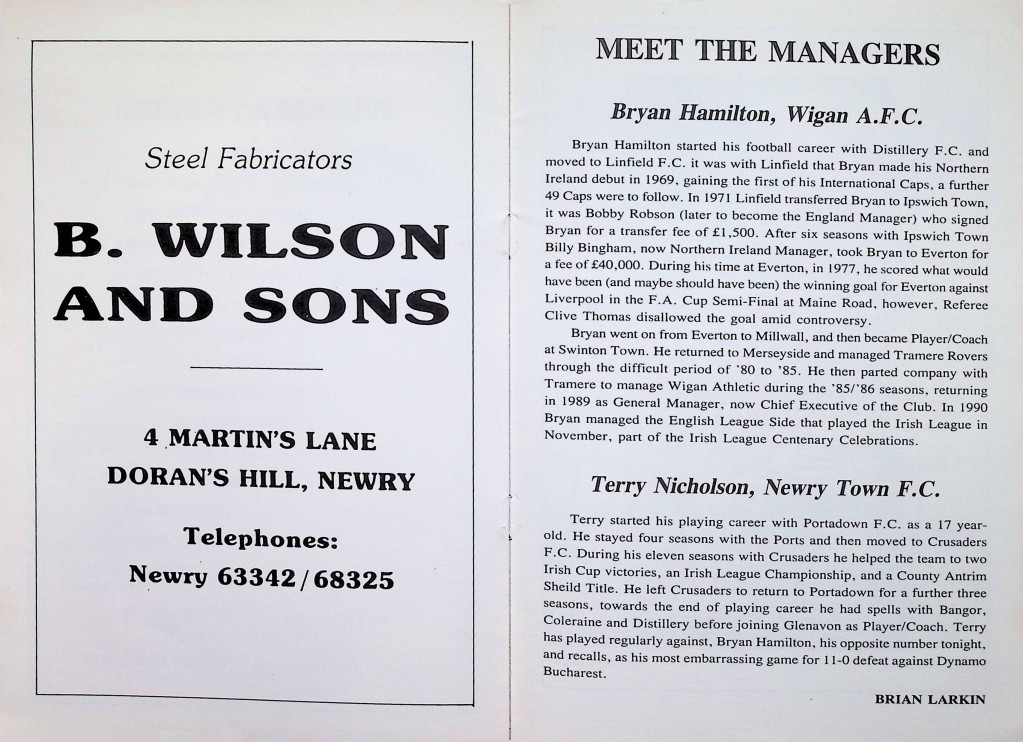 Steel Fabricators
B. WILSON
AND SONS
4 MARTIN'S LANE
DORAN'S HILL, NEWRY
Telephones:
Newry 63342/68325
MEET THE MANAGERS
Bryan Hamilton, Wigan A.F.C.
Bryan Hamilton started his football career with Distillery F.C. and
moved to Linfield F.C. it was with Linfield that Bryan made his Northern
Ireland debut in 1969, gaining the first of his International Caps, a further
49 Caps were to follow. In 1971 Linfield transferred Bryan to Ipswich Town,
it was Bobby Robson (later to become the England Manager) who signed
Bryan for a transfer fee of £1,500. After six seasons with Ipswich Town
Billy Bingham, now Northern Ireland Manager, took Bryan to Everton for
a fee of £40,000. During his time at Everton, in 1977, he scored what would
have been (and maybe should have been) the winning goal for Everton against
Liverpool in the F.A. Cup Semi-Final at Maine Road, however, Referee
Clive Thomas disallowed the goal amid controversy.
Bryan went on from Everton to Millwall, and then became Player/Coach
at Swinton Town. He returned to Merseyside and managed Tramere Rovers
through the difficult period of '80 to '85. He then parted company with
Tramere to manage Wigan Athletic during the '85/'86 seasons, returning
in 1989 as General Manager, now Chief Executive of the Club. In 1990
Bryan managed the English League Side that played the Irish League in
November, part of the Irish League Centenary Celebrations.
Terry Nicholson, Newry Town F.C.
Terry started his playing career with Portadown F.C. as a 17 year-
old. He stayed four seasons with the Ports and then moved to Crusaders
F.C. During his eleven seasons with Crusaders he helped the team to two
Irish Cup victories, an Irish League Championship, and a County Antrim
Sheild Title. He left Crusaders to return to Portadown for a further three
seasons, towards the end of playing career he had spells with Bangor,
Coleraine and Distillery before joining Glenavon as Player/Coach. Terry
has played regularly against, Bryan Hamilton, his opposite number tonight,
and recalls, as his most embarrassing game for 11-0 defeat against Dynamo
Bucharest.
BRIAN LARKIN